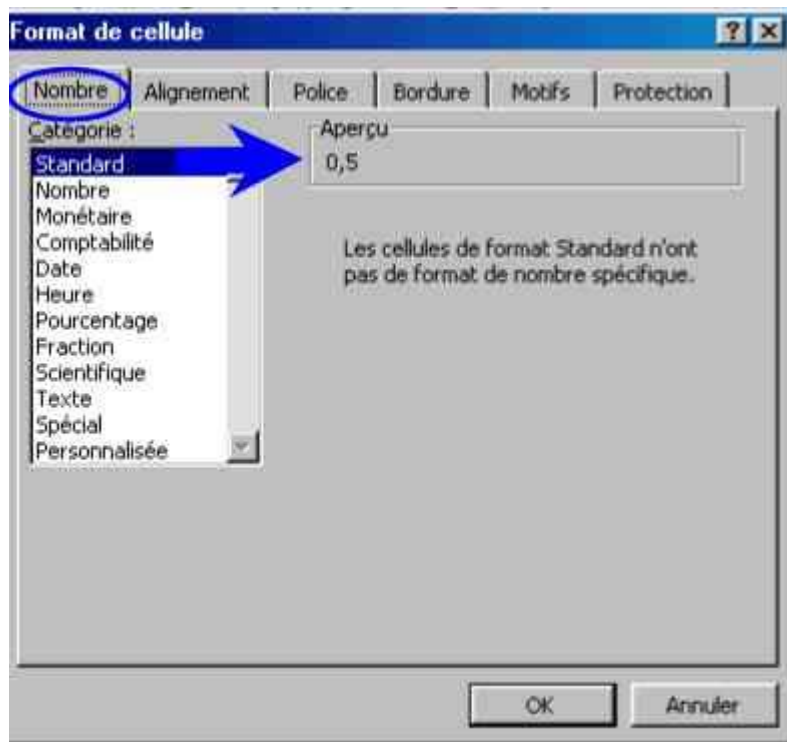 Format de cellule
Nombre Alignement Police Bordure Motifs Protection
Catégorie :
Aperçu
Standard
0,5
Nombre
Monétaire
Comptabilité
Date
Heure
Pourcentage
Fraction
Scientifique
Texte
Spécial
Personnalisée
Les cellules de format Standard n'ont
pas de format de nombre spécifique.
OK Annuler